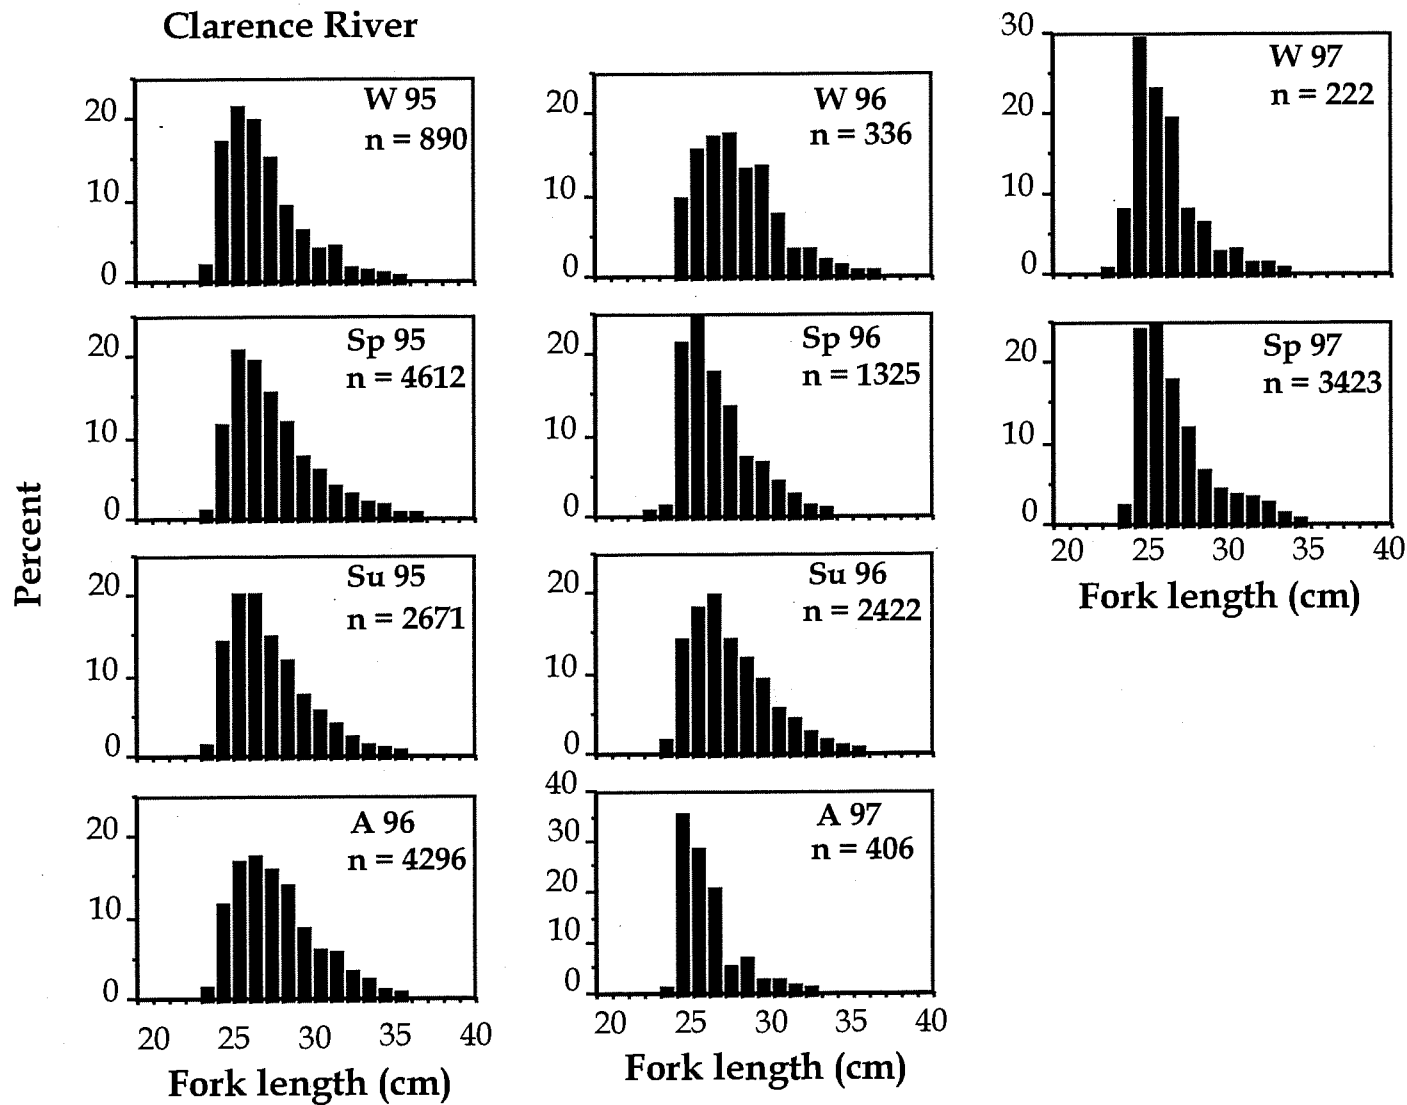 Clarence River
W 95
n = 890
20
10
0
Sp 95
n = 4612
20
10
0
Su 95
n = 2671
20
10
0
A 96
n = 4296
20
10
0
20 25 30 35 40
Fork length (cm)
W 96
n = 336
20
10
0
Sp 96
n = 1325
20
10
0
Su 96
n = 2422
20
10
0
A 97
n = 406
40
30
20
10
0
20 25 30 35 40
Fork length (cm)
W 97
n = 222
30
20
10
0
Sp 97
n = 3423
20
10
0
20 25 30 35 40
Fork length (cm)
Percent